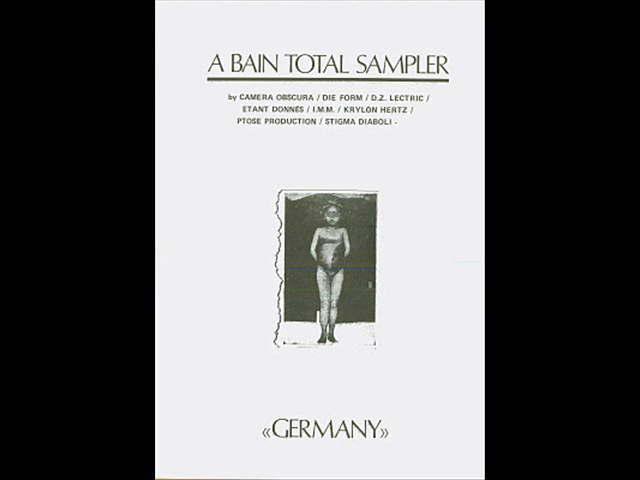 A BAIN TOTAL SAMPLER
by CAMERA OBSCURA / DIE FORM / D.Z. LECTRIC /
ETANT DONNÉS / I.M.M. / KRYLON HERTZ /
PTOSE PRODUCTION / STIGMA DIABOLI -
«GERMANY»